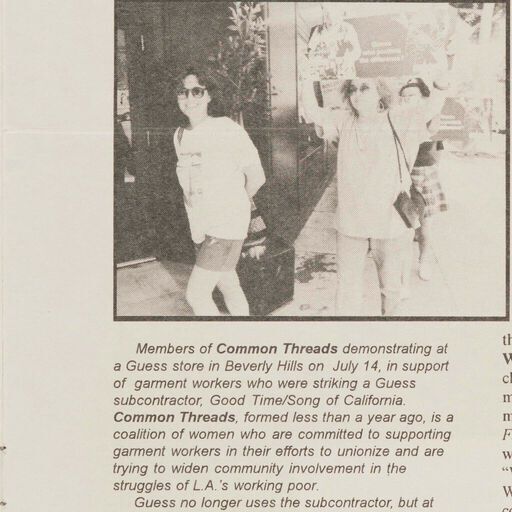 Members of Common Threads demonstrating at
a Guess store in Beverly Hills on July 14, in support
of garment workers who were striking a Guess
subcontractor, Good Time/Song of California.
Common Threads, formed less than a year ago, is a
coalition of women who are committed to supporting
garment workers in their efforts to unionize and are
trying to widen community involvement in the
struggles of L.A.'s working poor.
Guess no longer uses the subcontractor, but at